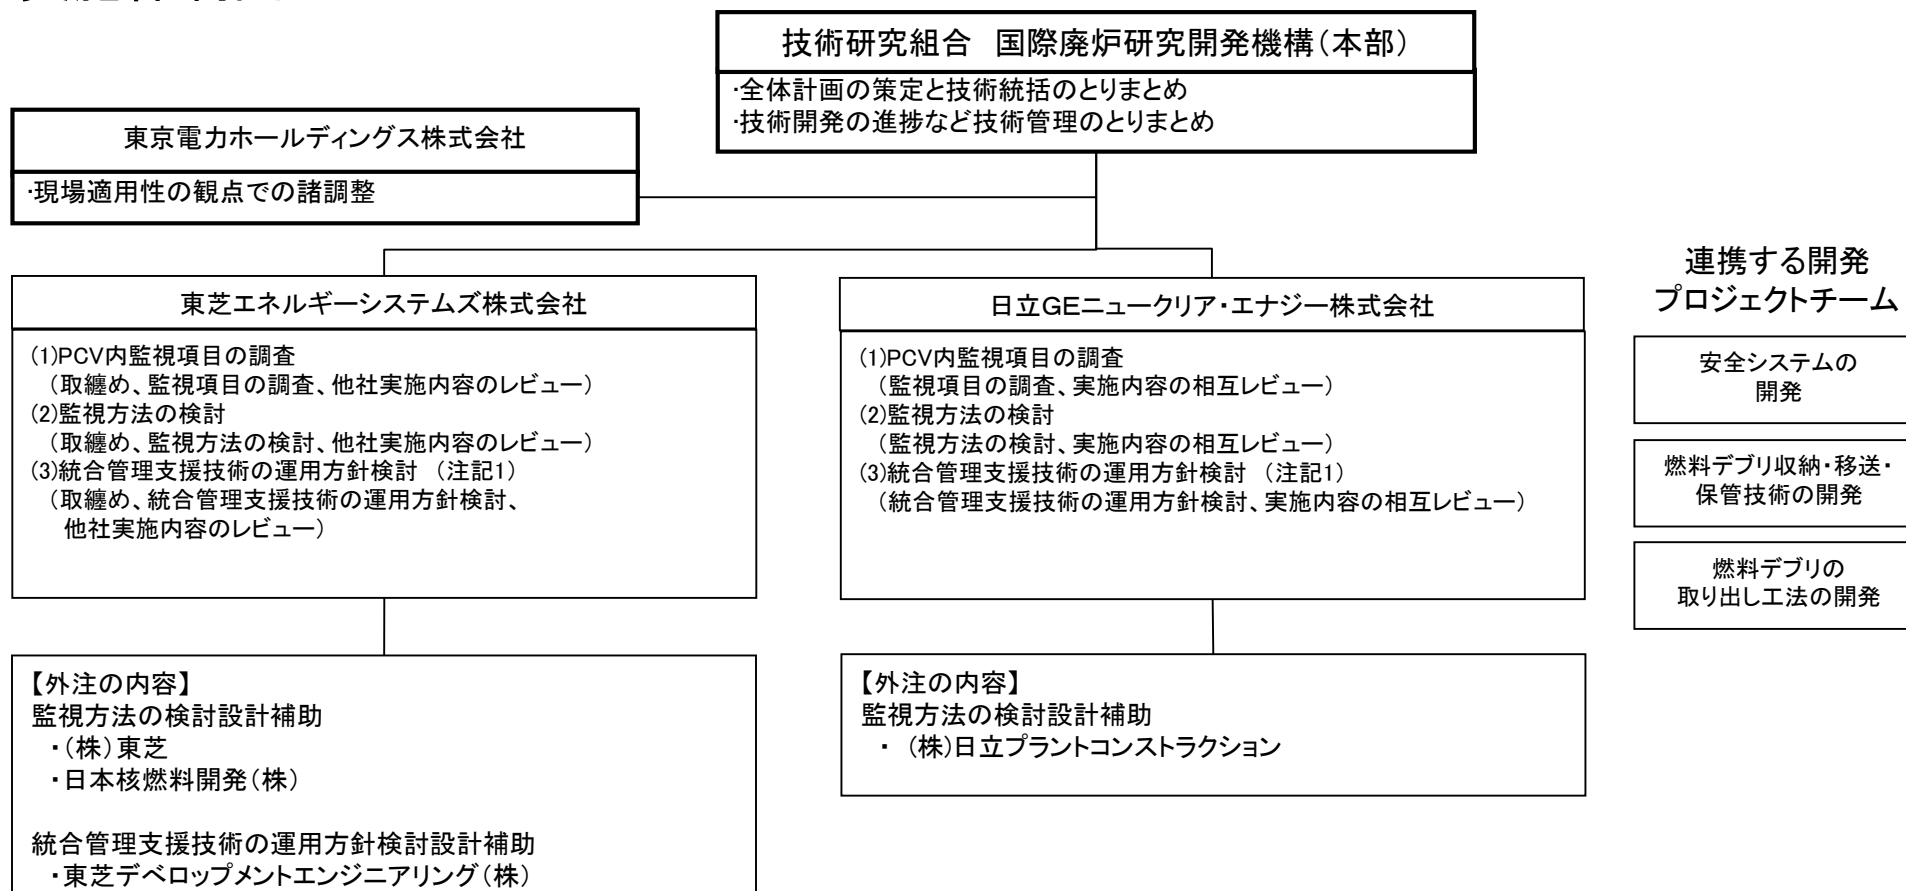 技術研究組合　国際廃炉研究開発機構(本部)
・全体計画の策定と技術統括のとりまとめ
・技術開発の進捗など技術管理のとりまとめ
東京電力ホールディングス株式会社
・現場適用性の観点での諸調整
東芝エネルギーシステムズ株式会社
(1)PCV内監視項目の調査
(取纏め、監視項目の調査、他社実施内容のレビュー)
(2)監視方法の検討
(取纏め、監視方法の検討、他社実施内容のレビュー)
(3)統合管理支援技術の運用方針検討 (注記1)
(取纏め、統合管理支援技術の運用方針検討、
他社実施内容のレビュー)
日立GEニュークリア・エナジー株式会社
(1)PCV内監視項目の調査
(監視項目の調査、実施内容の相互レビュー)
(2)監視方法の検討
(監視方法の検討、実施内容の相互レビュー)
(3)統合管理支援技術の運用方針検討 (注記1)
(統合管理支援技術の運用方針検討、実施内容の相互レビュー)
連携する開発
プロジェクトチーム
安全システムの
開発
燃料デブリ収納・移送・
保管技術の開発
燃料デブリの
取り出し工法の開発
【外注の内容】
監視方法の検討設計補助
・(株)東芝
・日本核燃料開発(株)
統合管理支援技術の運用方針検討設計補助
・東芝デベロップメントエンジニアリング(株)
【外注の内容】
監視方法の検討設計補助
・ (株)日立プラントコンストラクション